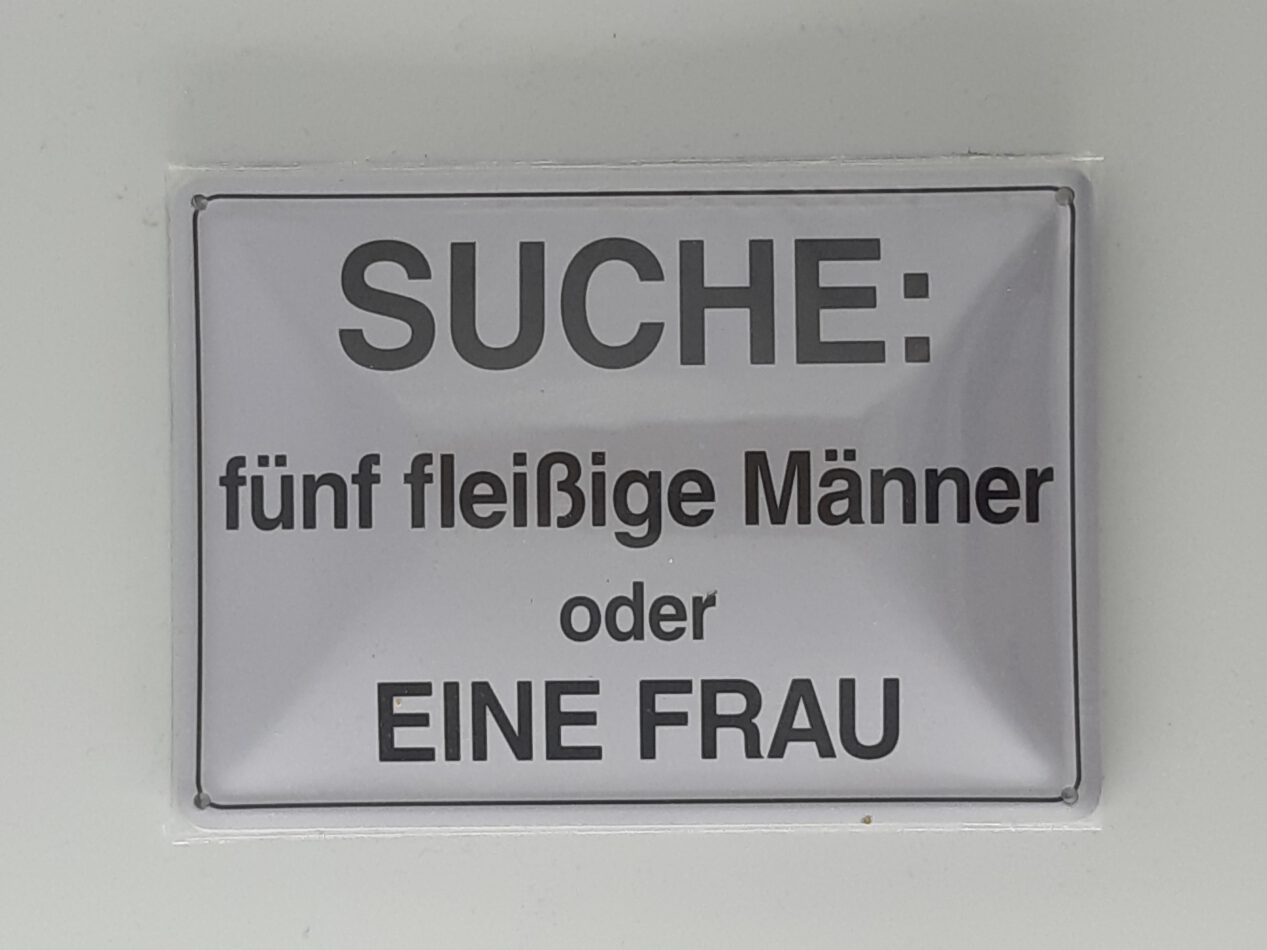 SUCHE:
fünf fleißige Männer
oder
EINE FRAU